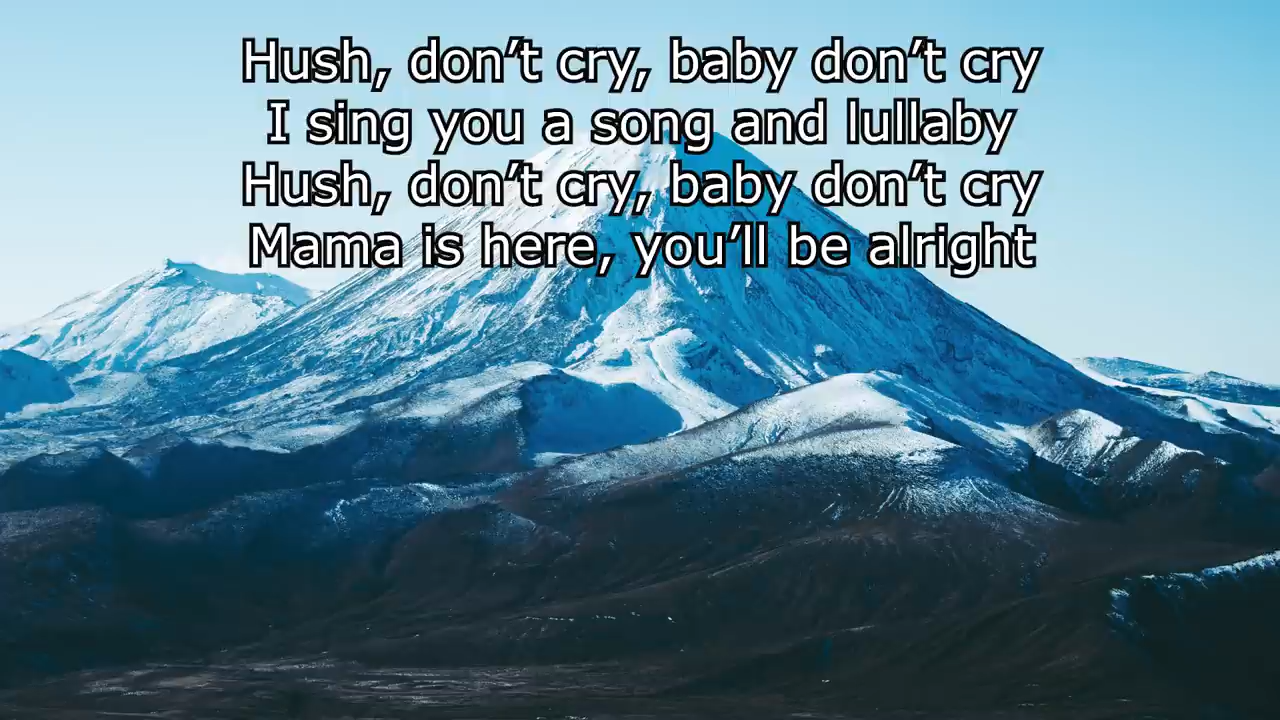 Hush, don’t cry, baby don’t cry
I sing you a song and lullaby
Hush, don’t cry, baby don’t cry
Mama is here, you’ll be alright